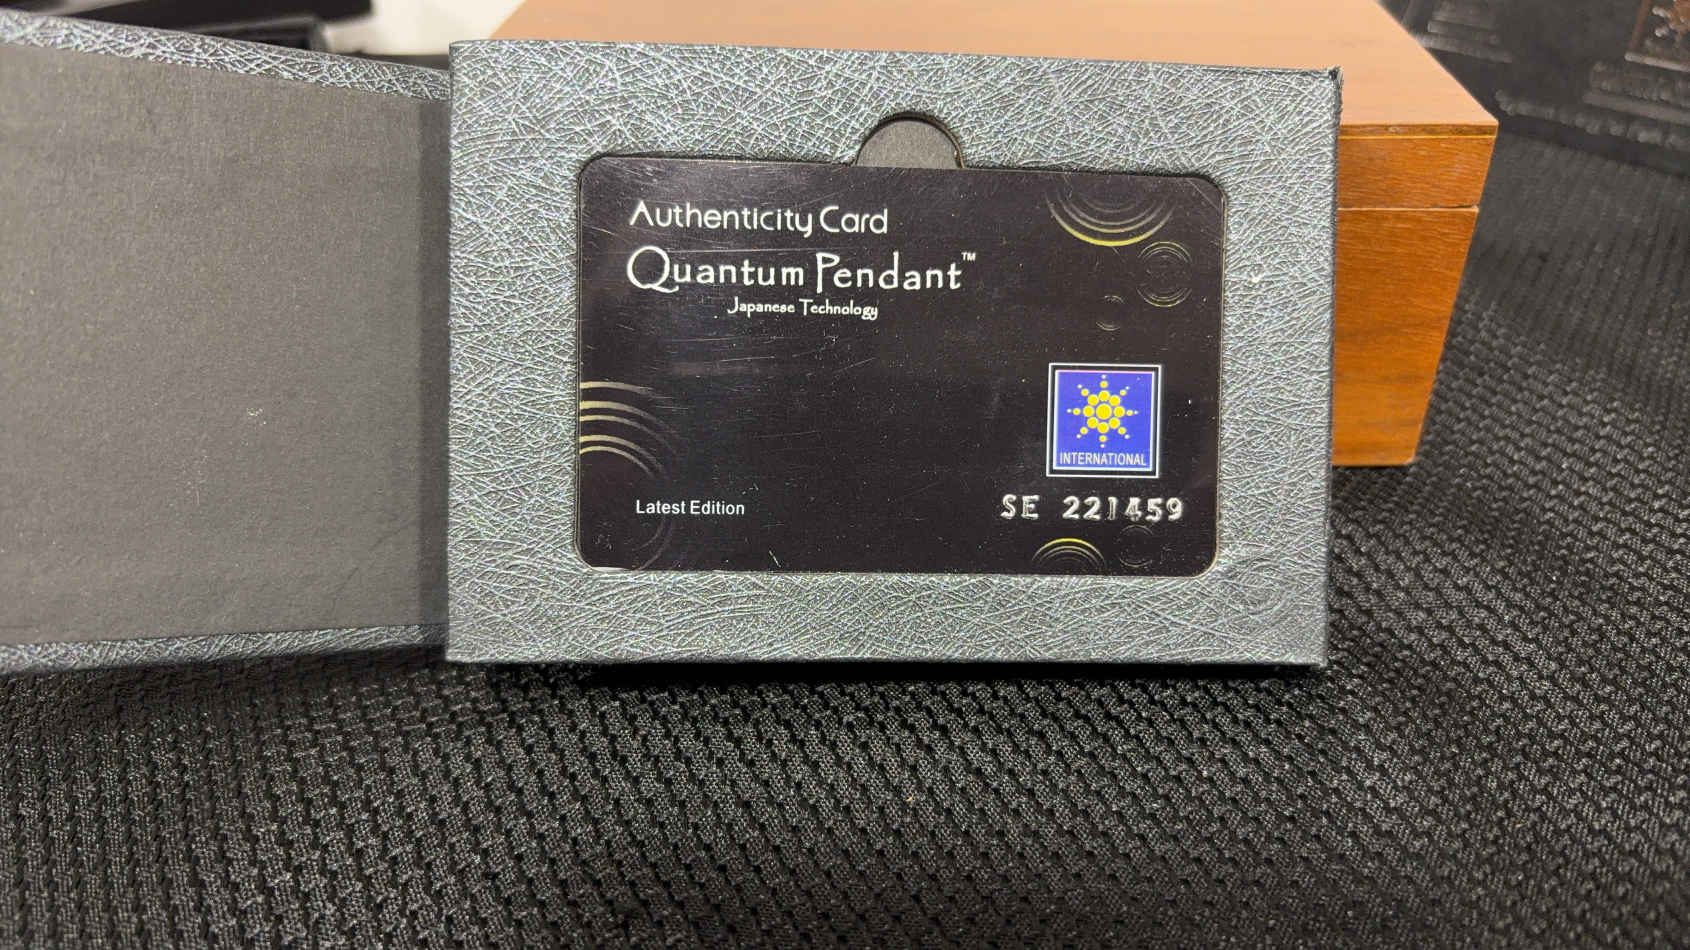 Authenticity Card
Quantum Pendant™
Japanese Technology
INTERNATIONAL
Latest Edition
SE 221459